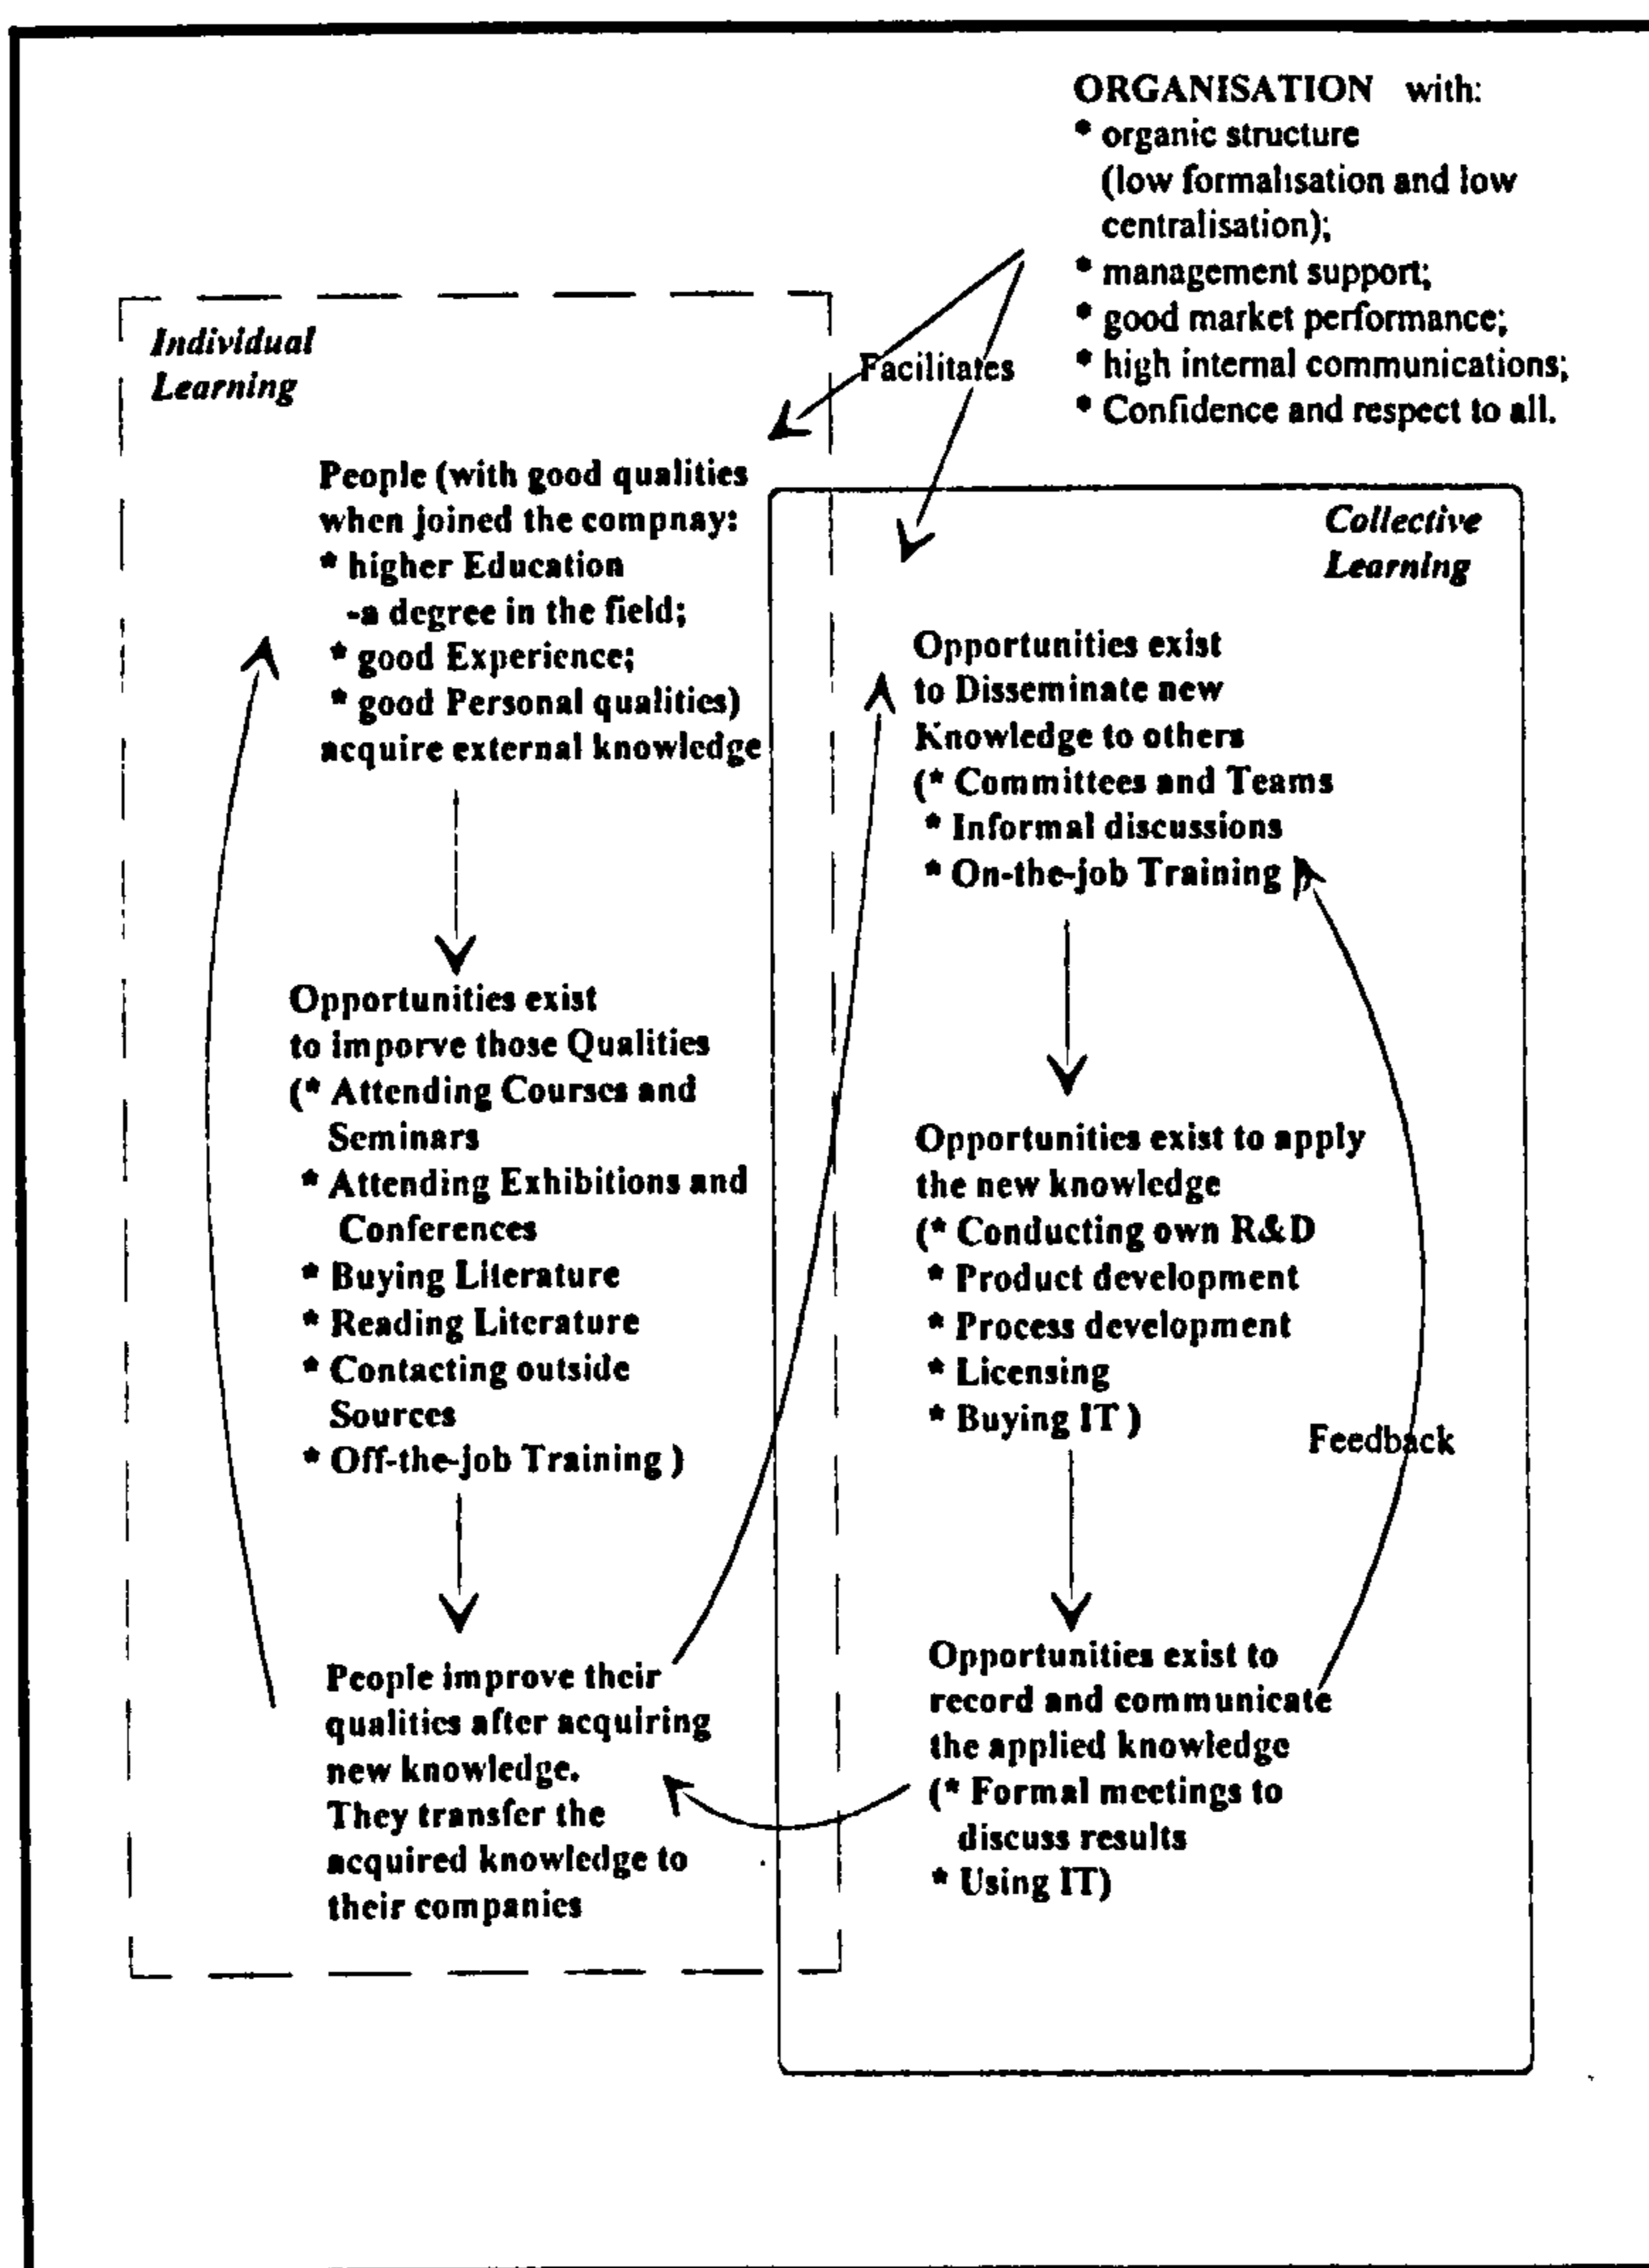 ORGANISATION with:
* organic structure
(low formalisation and low
centralisation);
* management support;
* good market performance;
* high internal communications;
* Confidence and respect to all.
Facilitates
Individual
Learning
People (with good qualities
when joined the compnay:
* higher Education
-a degree in the field;
* good Experience;
* good Personal qualities)
acquire external knowledge
Opportunities exist
to imporve those Qualities
(* Attending Courses and
Seminars
* Attending Exhibitions and
Conferences
* Buying Literature
* Reading Literature
* Contacting outside
Sources
* Off-the-job Training )
People improve their
qualities after acquiring
new knowledge.
They transfer the
acquired knowledge to
their companies
Collective
Learning
Opportunities exist
to Disseminate new
Knowledge to others
(* Committees and Teams
* Informal discussions
* On-the-job Training )
Opportunities exist to apply
the new knowledge
(* Conducting own R&D
* Product development
* Process development
* Licensing
* Buying IT )
Feedback
Opportunities exist to
record and communicate
the applied knowledge
(* Formal meetings to
discuss results
* Using IT)